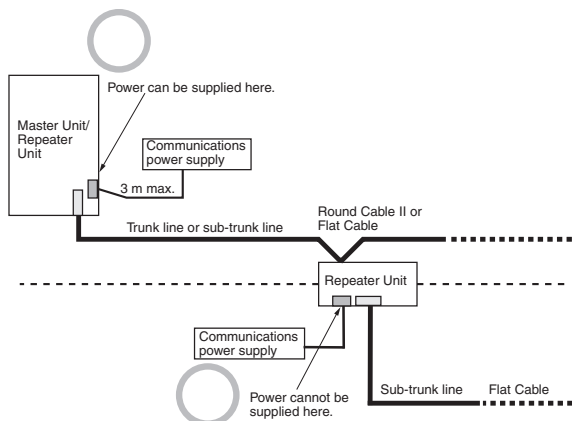 Power can be supplied here.
Master Unit/
Repeater
Unit
Communications
power supply
3 m max.
Trunk line or sub-trunk line
Round Cable II or
Flat Cable
Repeater Unit
Communications
power supply
Power cannot be
supplied here.
Sub-trunk line
Flat Cable